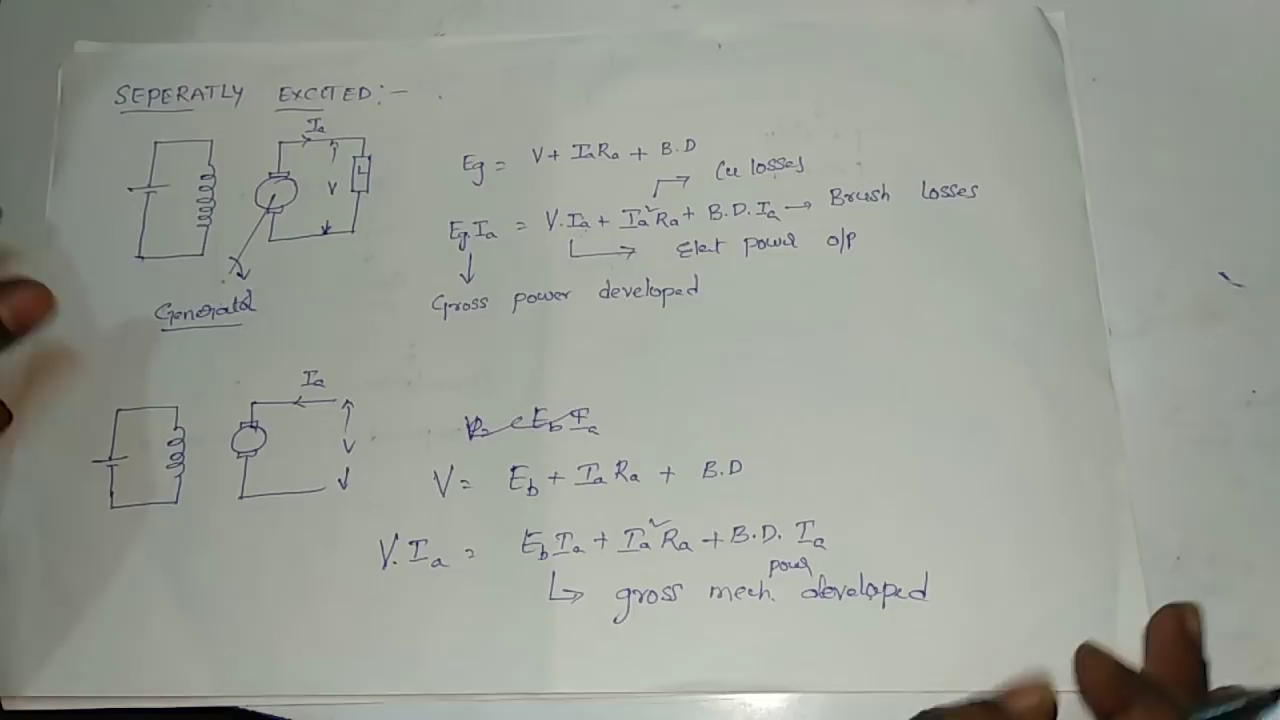 SEPERATLY EXCITED:-
Ia
V
L
Generator
Eg = V + IaRa + B.D
Cu losses
Eg.Ia = V.Ia + Ia²Ra + B.D.Ia → Brush losses
Elect power o/p
Gross power developed
Ia
V
V = Eb + IaRa + B.D
V.Ia = EbIa + Ia²Ra + B.D. Ia
power
gross mech. developed